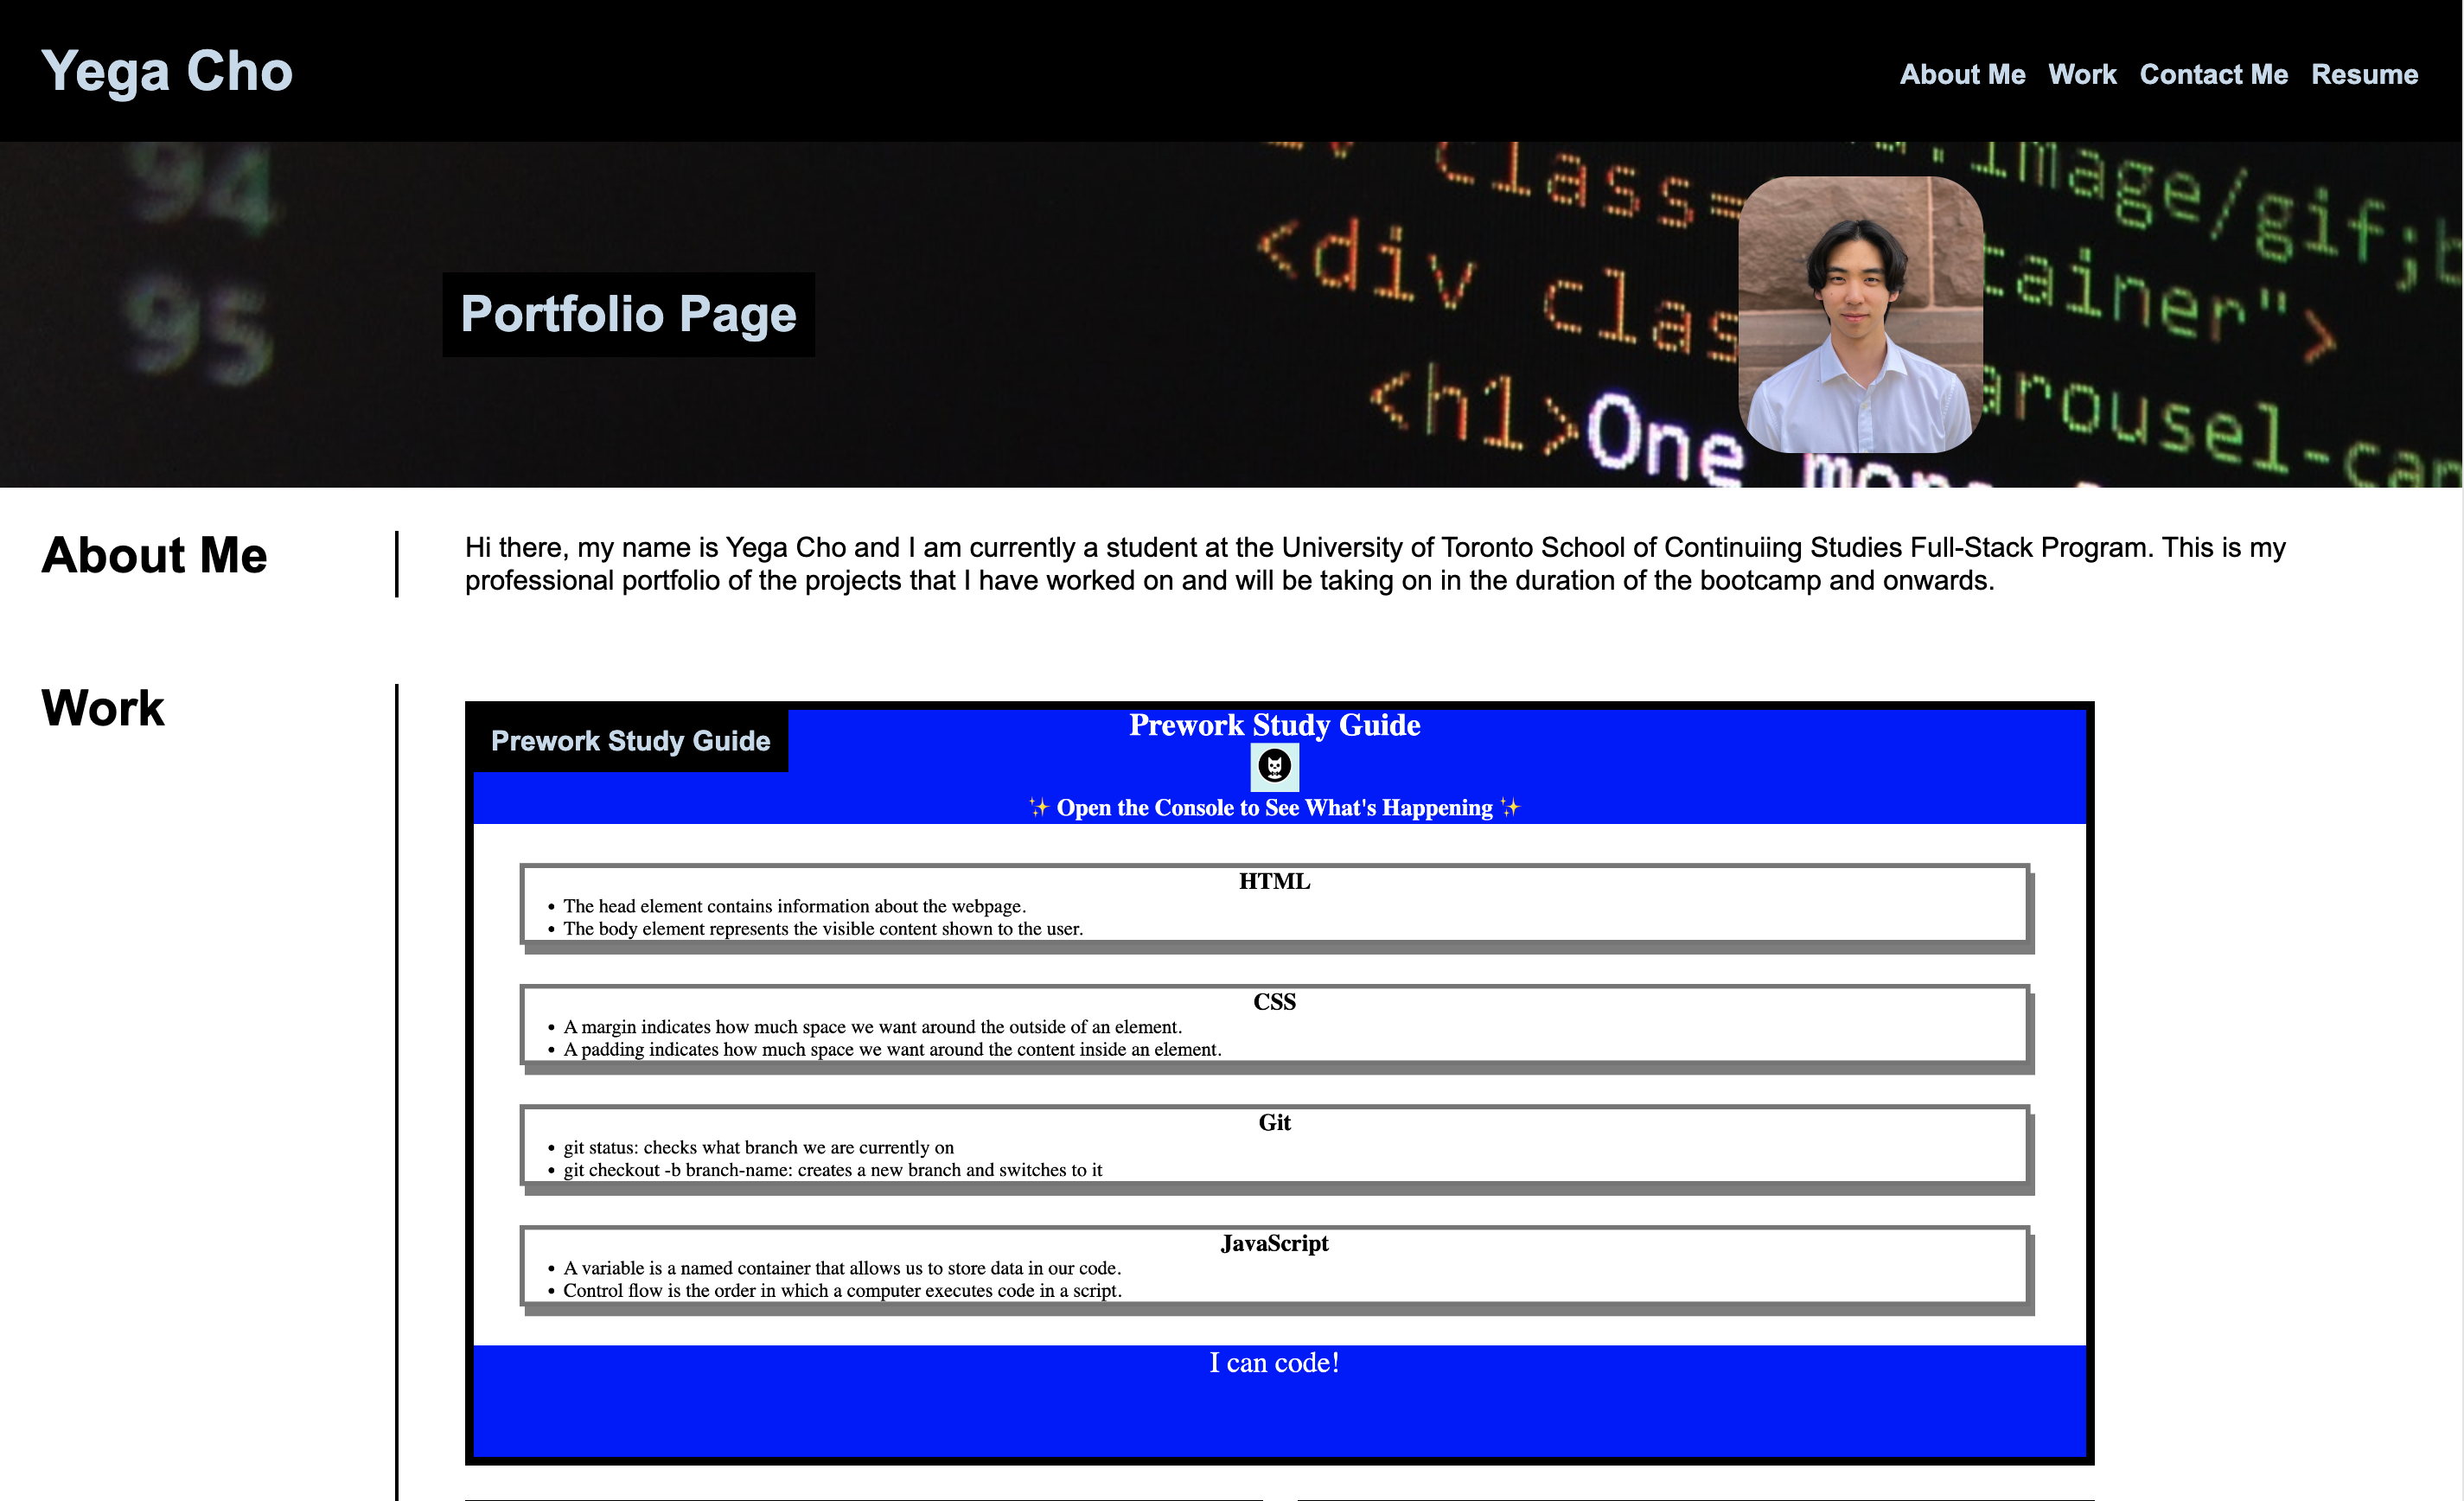 Yega Cho
About Me Work Contact Me Resume
94
95
class=
image/gif;b
<div clas
tainer">
<h1>One
arousel-car
Portfolio Page
About Me
Hi there, my name is Yega Cho and I am currently a student at the University of Toronto School of Continuiing Studies Full-Stack Program. This is my
professional portfolio of the projects that I have worked on and will be taking on in the duration of the bootcamp and onwards.
Work
Prework Study Guide
Prework Study Guide
✨ Open the Console to See What's Happening ✨
HTML
• The head element contains information about the webpage.
• The body element represents the visible content shown to the user.
CSS
• A margin indicates how much space we want around the outside of an element.
• A padding indicates how much space we want around the content inside an element.
Git
• git status: checks what branch we are currently on
• git checkout -b branch-name: creates a new branch and switches to it
JavaScript
• A variable is a named container that allows us to store data in our code.
• Control flow is the order in which a computer executes code in a script.
I can code!